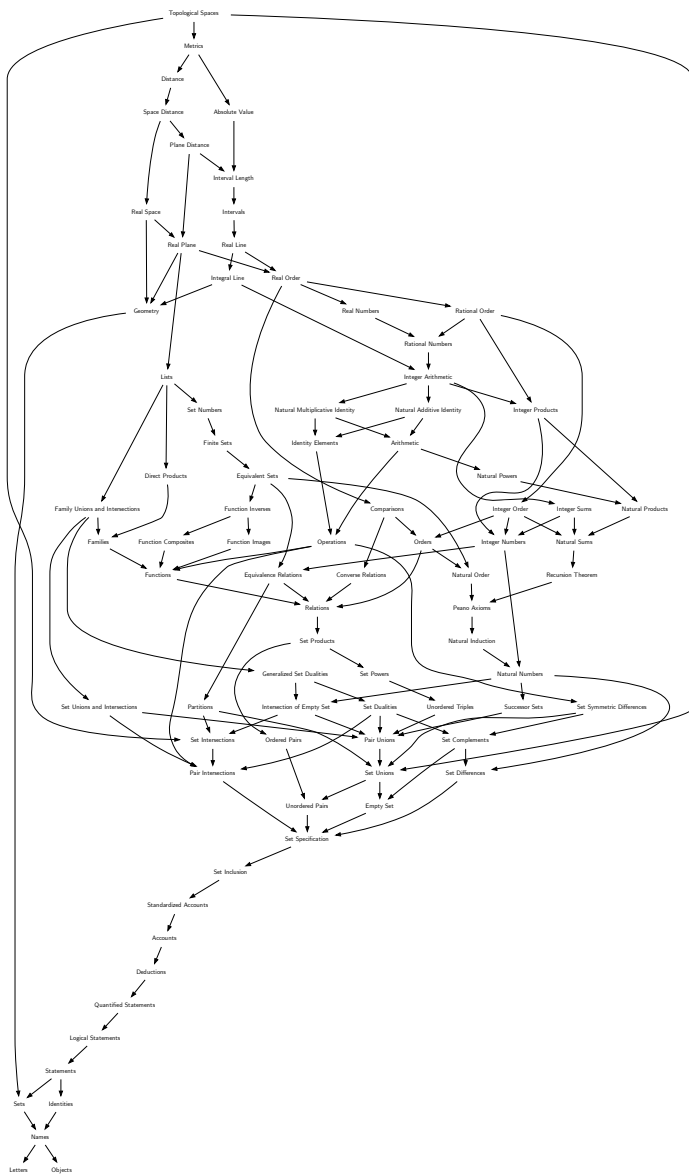 Topological Spaces
Metrics
Distance
Space Distance Absolute Value
Plane Distance
Interval Length
Real Space Intervals
Real Plane Real Line
Integral Line Real Order
Geometry Real Numbers Rational Order
Rational Numbers
Lists Integer Arithmetic
Set Numbers Natural Multiplicative Identity Natural Additive Identity Integer Products
Finite Sets Identity Elements Arithmetic
Direct Products Equivalent Sets Natural Powers
Family Unions and Intersections Function Inverses Comparisons Integer Order Integer Sums Natural Products
Families Function Composites Function Images Operations Orders Integer Numbers Natural Sums
Functions Equivalence Relations Converse Relations Natural Order Recursion Theorem
Relations Peano Axioms
Set Products Natural Induction
Generalized Set Dualities Set Powers Natural Numbers
Set Unions and Intersections Partitions Intersection of Empty Set Set Dualities Unordered Triples Successor Sets Set Symmetric Differences
Set Intersections Ordered Pairs Pair Unions Set Complements
Pair Intersections Set Unions Set Differences
Unordered Pairs Empty Set
Set Specification
Set Inclusion
Standardized Accounts
Accounts
Deductions
Quantified Statements
Logical Statements
Statements
Sets Identities
Names
Letters Objects